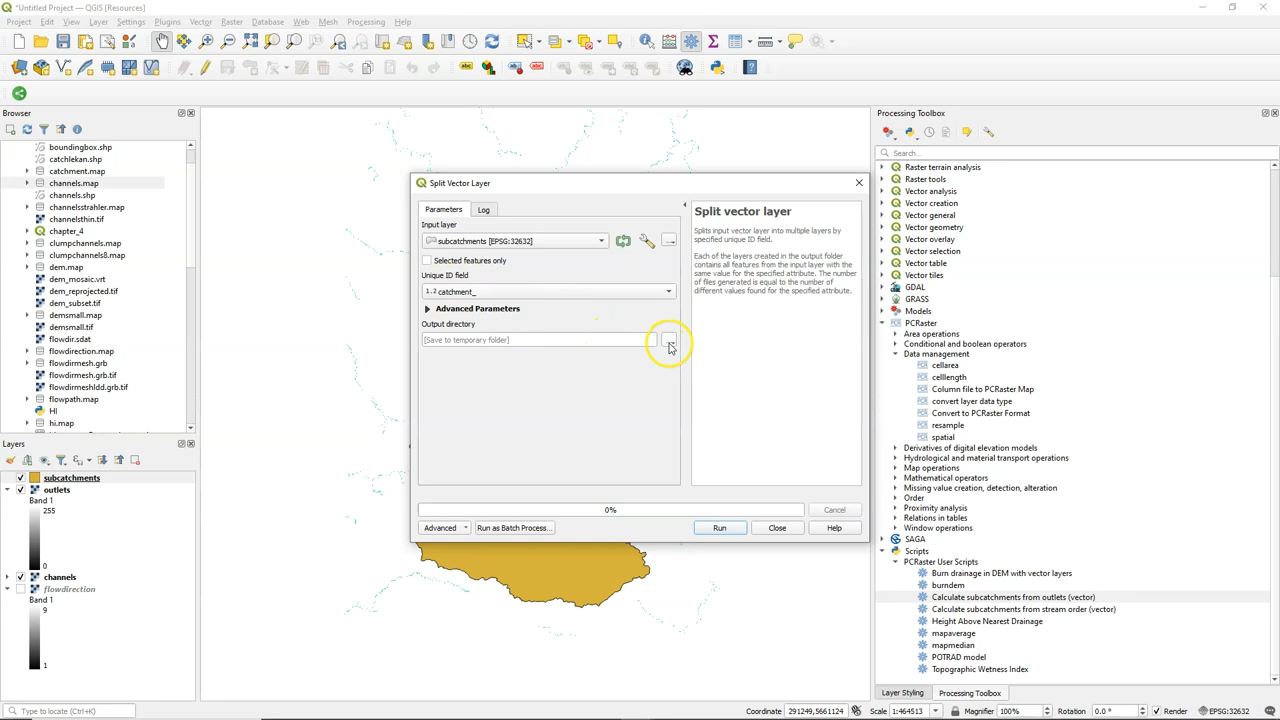 *Untitled Project — QGIS [Resources]
Project Edit View Layer Settings Plugins Vector Raster Database Web Mesh Processing Help
Browser
boundingbox.shp
catchlekan.shp
catchment.map
channels.map
channels.shp
channelsstrahler.map
channelsthin.tif
chapter_4
clumpchannels.map
clumpchannels8.map
dem.map
dem_mosaic.vrt
dem_reprojected.tif
dem_subset.tif
demsmall.map
demsmall.tif
flowdir.sdat
flowdirection.map
flowdirmesh.grb
flowdirmesh.grb.tif
flowdirmeshldd.grb.tif
flowpath.map
HI
hi.map
Layers
subcatchments
outlets
Band 1
255
0
channels
flowdirection
Band 1
9
1
Split Vector Layer
Parameters Log
Input layer
subcatchments [EPSG:32632]
Selected features only
Unique ID field
1.2 catchment_
Advanced Parameters
Output directory
[Save to temporary folder]
Split vector layer
Splits input vector layer into multiple layers by
specified unique ID field.
Each of the layers created in the output folder
contains all features from the input layer with the
same value for the specified attribute. The number
of files generated is equal to the number of
different values found for the specified attribute.
0%
Cancel
Advanced Run as Batch Process... Run Close Help
Processing Toolbox
Search...
Raster terrain analysis
Raster tools
Vector analysis
Vector creation
Vector general
Vector geometry
Vector overlay
Vector selection
Vector table
Vector tiles
GDAL
GRASS
Models
PCRaster
Area operations
Conditional and boolean operators
Data management
cellarea
celllength
Column file to PCRaster Map
convert layer data type
Convert to PCRaster Format
resample
spatial
Derivatives of digital elevation models
Hydrological and material transport operations
Map operations
Mathematical operators
Missing value creation, detection, alteration
Order
Proximity analysis
Relations in tables
Window operations
SAGA
Scripts
PCRaster User Scripts
Burn drainage in DEM with vector layers
burndem
Calculate subcatchments from outlets (vector)
Calculate subcatchments from stream order (vector)
Height Above Nearest Drainage
mapaverage
mapmedian
POTRAD model
Topographic Wetness Index
Layer Styling Processing Toolbox
Type to locate (Ctrl+K)
Coordinate 291249,5661124 Scale 1:464513 Magnifier 100% Rotation 0.0 ° Render EPSG:32632